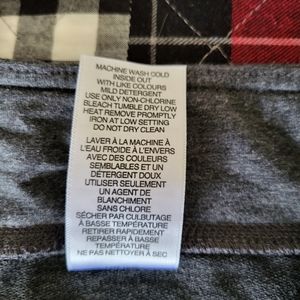 MACHINE WASH COLD
INSIDE OUT
WITH LIKE COLOURS
MILD DETERGENT
USE ONLY NON-CHLORINE
BLEACH TUMBLE DRY LOW
HEAT REMOVE PROMPTLY
IRON AT LOW SETTING
DO NOT DRY CLEAN
LAVER À LA MACHINE À
L'EAU FROIDE À L'ENVERS
AVEC DES COULEURS
SEMBLABLES ET UN
DÉTERGENT DOUX
UTILISER SEULEMENT
UN AGENT DE
BLANCHIMENT
SANS CHLORE
SÉCHER PAR CULBUTAGE
À BASSE TEMPÉRATURE
RETIRER RAPIDEMENT
REPASSER À BASSE
TEMPÉRATURE
NE PAS NETTOYER À SEC